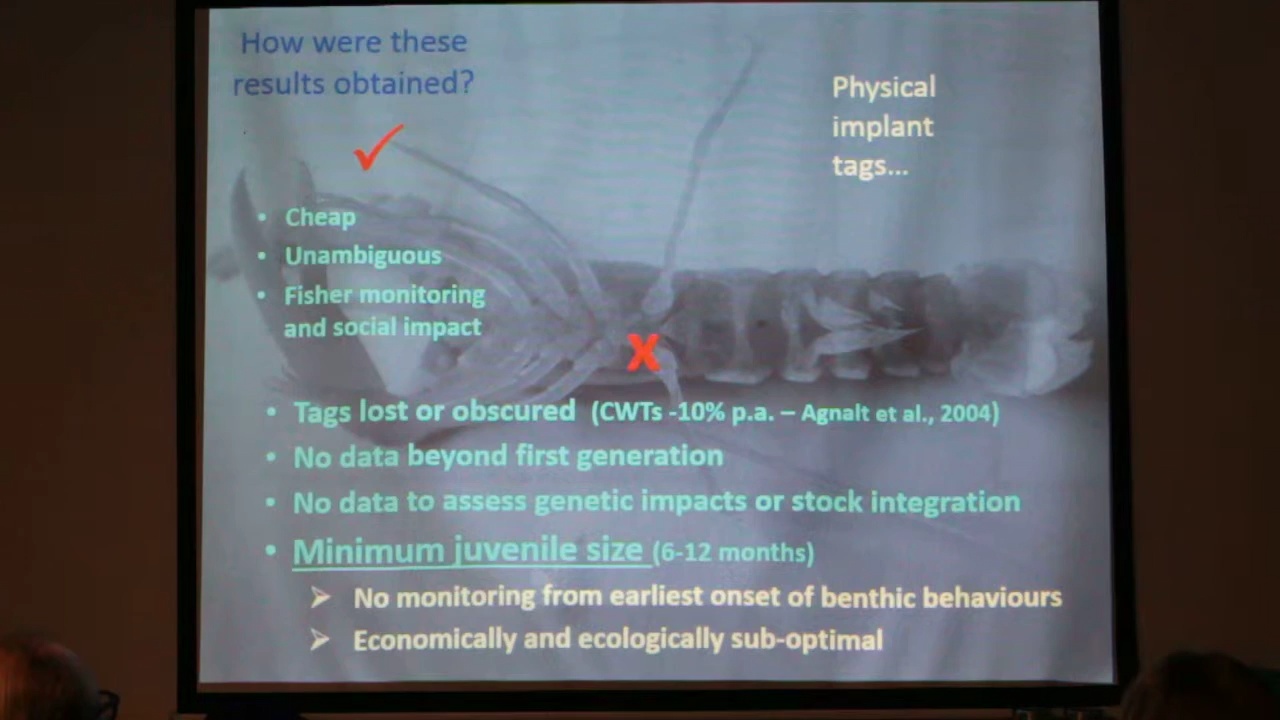 How were these
results obtained?
Physical
implant
tags...
✓
• Cheap
• Unambiguous
• Fisher monitoring
and social impact
X
• Tags lost or obscured (CWTs -10% p.a. – Agnalt et al., 2004)
• No data beyond first generation
• No data to assess genetic impacts or stock integration
• Minimum juvenile size (6-12 months)
➢ No monitoring from earliest onset of benthic behaviours
➢ Economically and ecologically sub-optimal